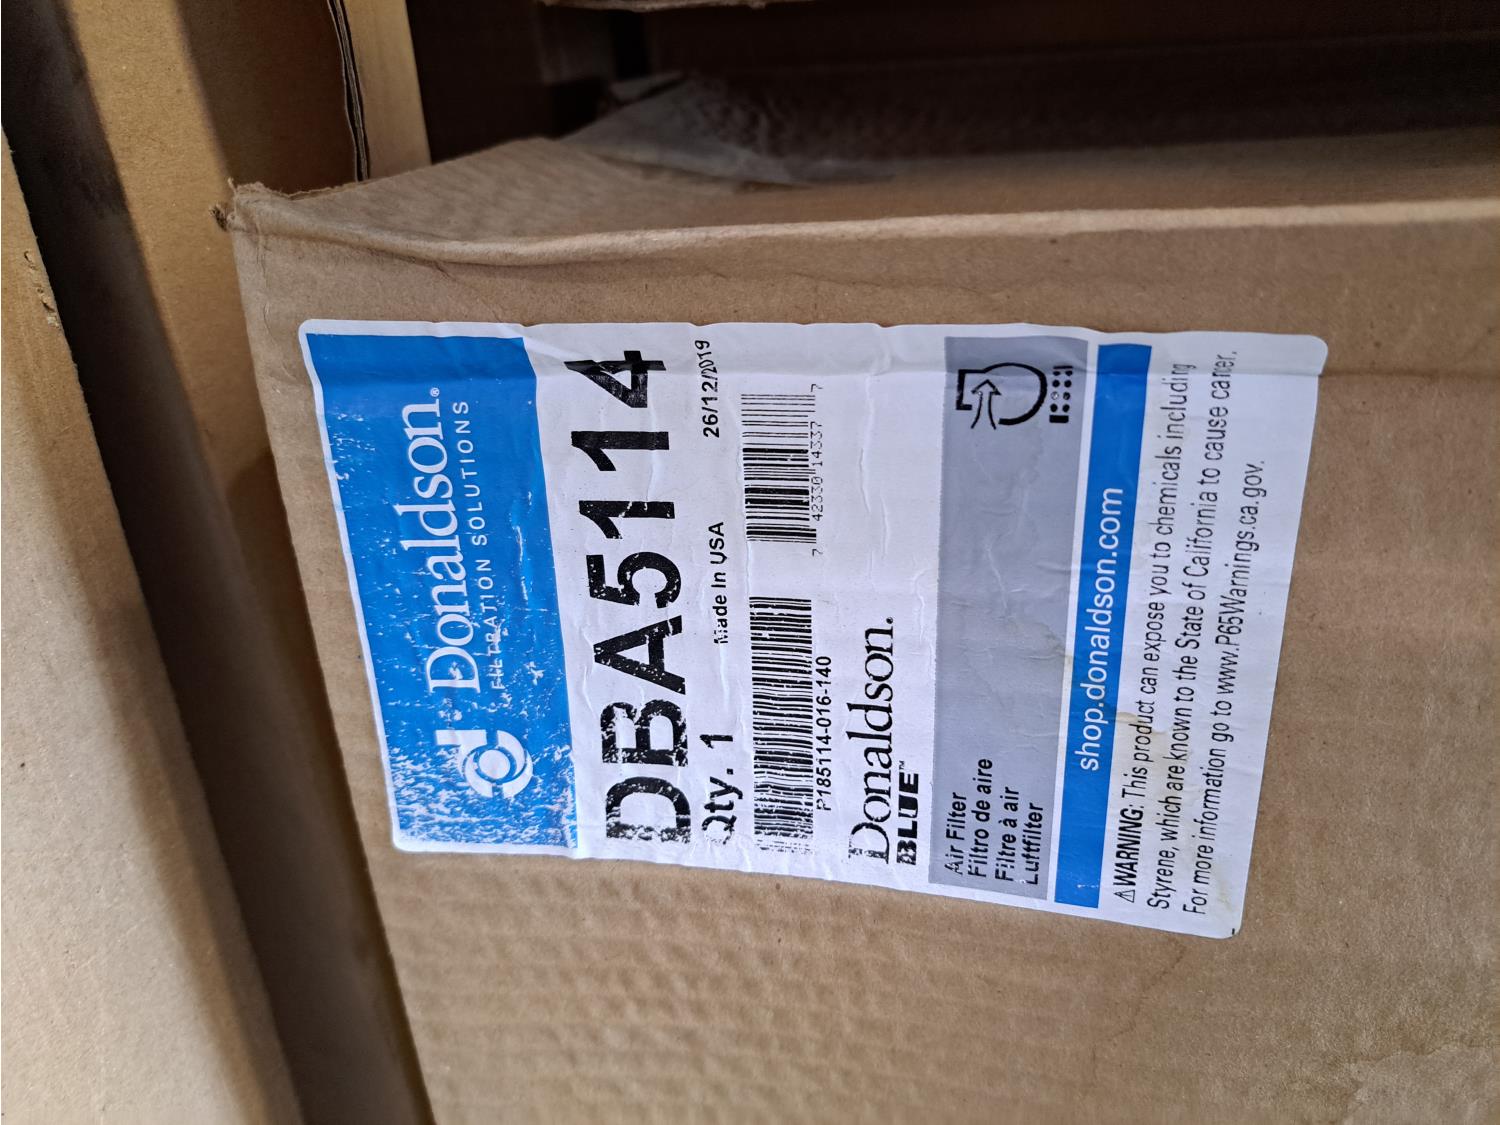 Donaldson®
FILTRATION SOLUTIONS
DBA5114
Qty. 1 Made In USA 26/12/2019
P185114-016-140
7 42330 14337 7
Donaldson.
BLUE™
Air Filter
Filtro de aire
Filtre à air
Luftfilter
shop.donaldson.com
⚠WARNING: This product can expose you to chemicals including
Styrene, which are known to the State of California to cause cancer.
For more information go to www.P65Warnings.ca.gov.